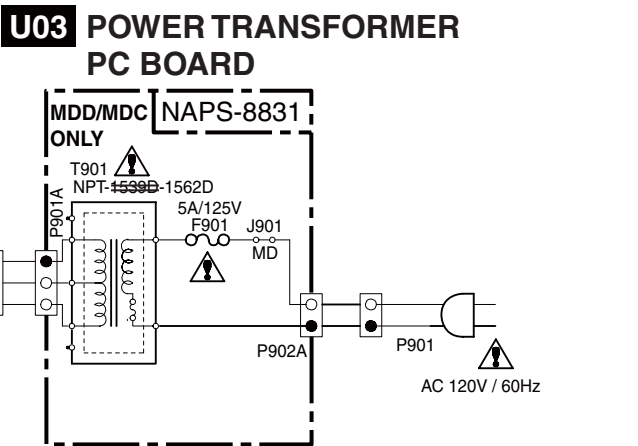 U03 POWER TRANSFORMER
PC BOARD
MDD/MDC
ONLY
NAPS-8831
T901
NPT-1539D-1562D
P901A
5A/125V
F901
J901
MD
P902A
P901
AC 120V / 60Hz